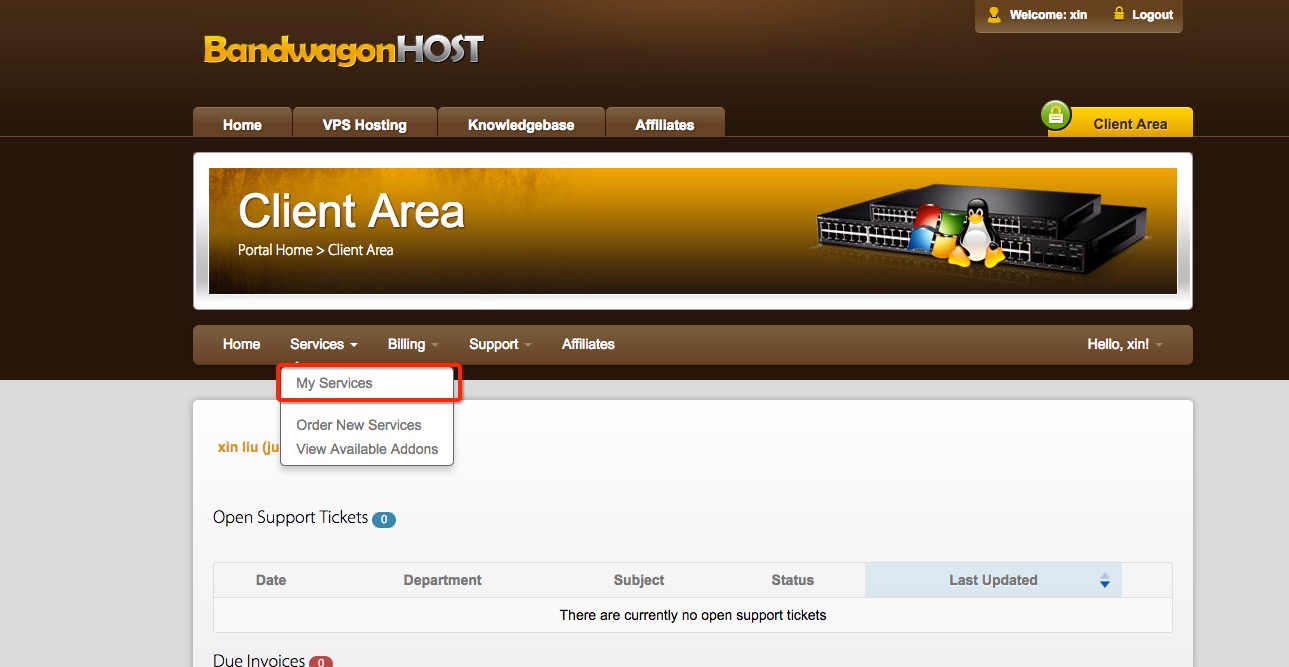 Welcome: xin Logout
BandwagonHOST
Home VPS Hosting Knowledgebase Affiliates Client Area
Client Area
Portal Home > Client Area
Home Services Billing Support Affiliates Hello, xin!
My Services
Order New Services
View Available Addons
xin liu (ju
Open Support Tickets 0
Date Department Subject Status Last Updated
There are currently no open support tickets
Due Invoices 0